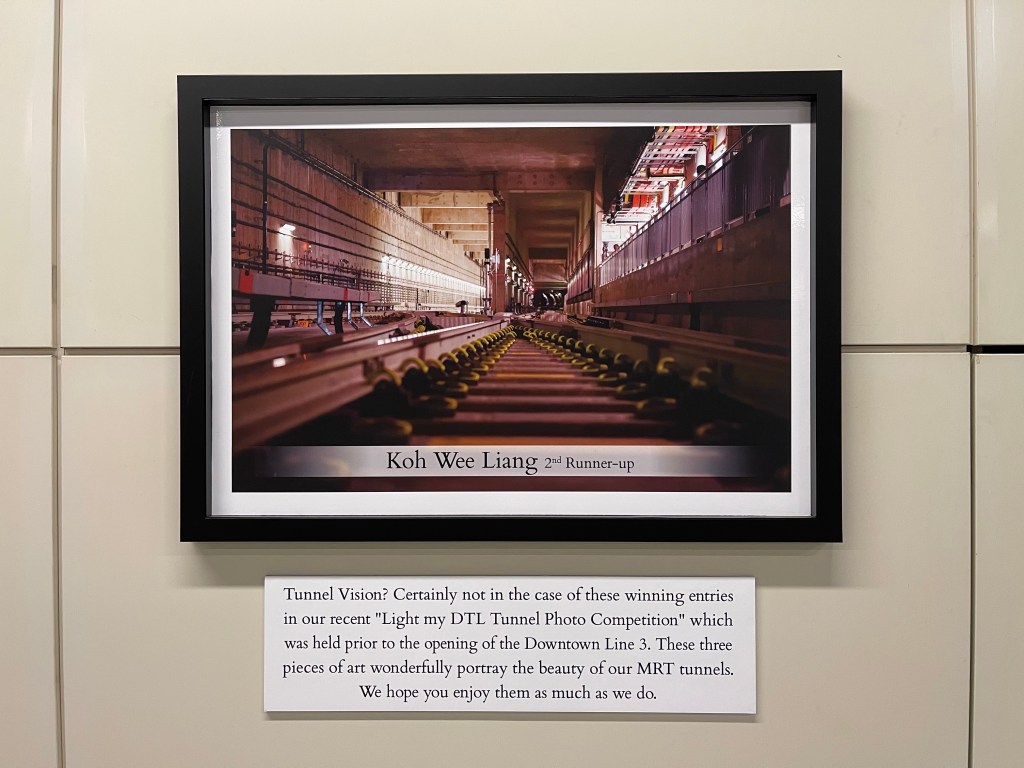 Koh Wee Liang 2nd Runner-up
Tunnel Vision? Certainly not in the case of these winning entries
in our recent "Light my DTL Tunnel Photo Competition" which
was held prior to the opening of the Downtown Line 3. These three
pieces of art wonderfully portray the beauty of our MRT tunnels.
We hope you enjoy them as much as we do.